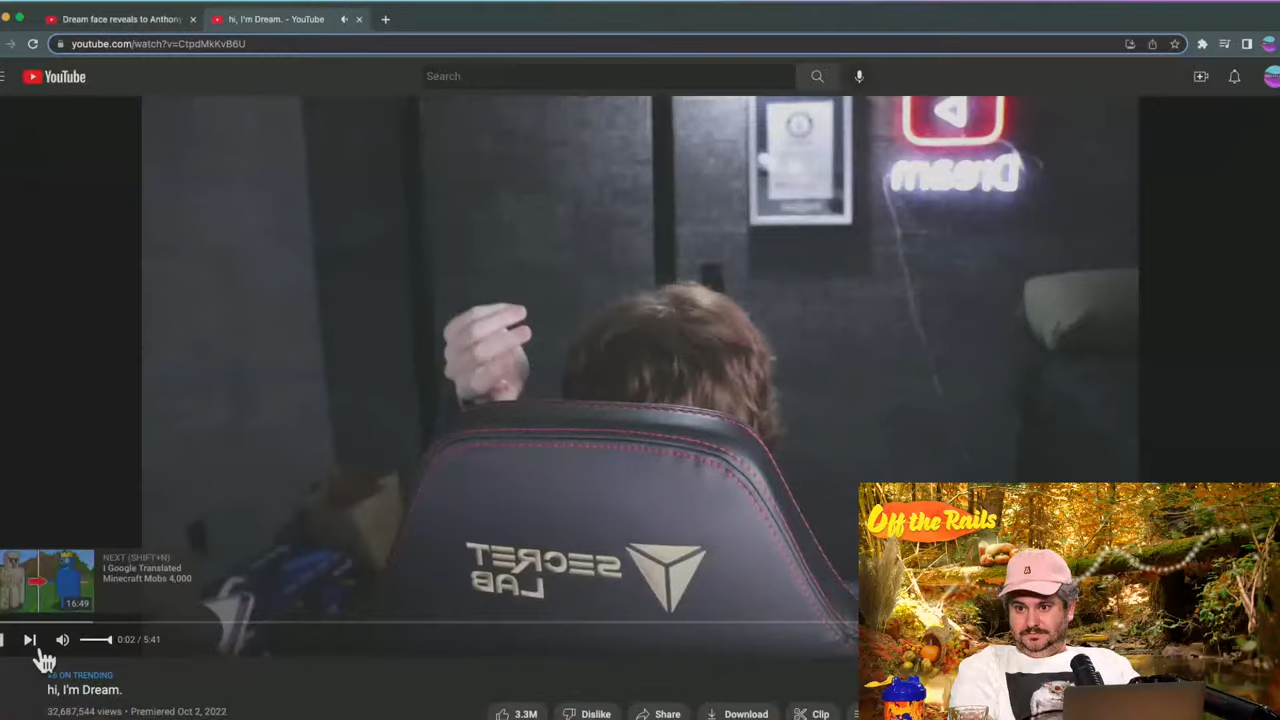 Dream face reveals to Anthony
hi, I'm Dream. - YouTube
youtube.com/watch?v=CtpdMkKvB6U
YouTube
Search
Dream
SECRET
LAB
Off the Rails
NEXT (SHIFT+N)
I Google Translated
Minecraft Mobs 4,000
16:49
0:02 / 5:41
#6 ON TRENDING
hi, I'm Dream.
32,687,544 views • Premiered Oct 2, 2022
3.3M
Dislike
Share
Download
Clip